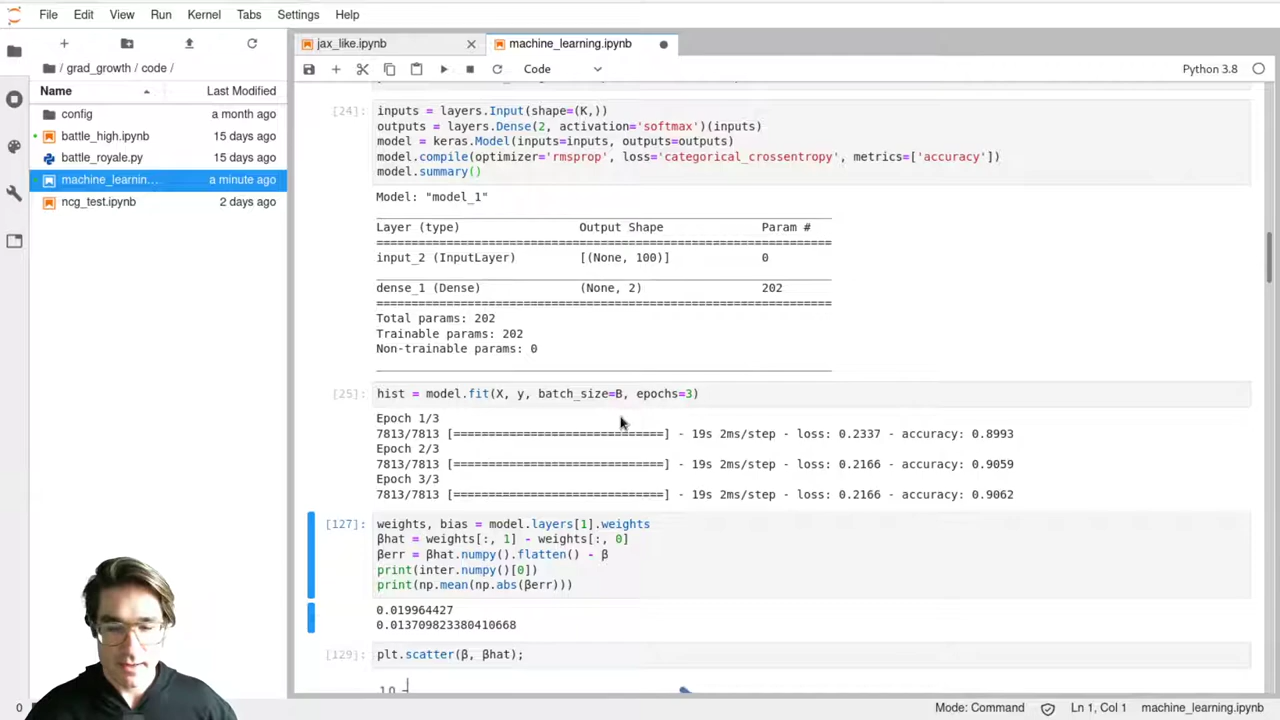 File Edit View Run Kernel Tabs Settings Help
jax_like.ipynb
machine_learning.ipynb
Code
Python 3.8
/ grad_growth / code /
Name Last Modified
config a month ago
battle_high.ipynb 15 days ago
battle_royale.py 15 days ago
machine_learnin... a minute ago
ncg_test.ipynb 2 days ago
[24]: inputs = layers.Input(shape=(K,))
outputs = layers.Dense(2, activation='softmax')(inputs)
model = keras.Model(inputs=inputs, outputs=outputs)
model.compile(optimizer='rmsprop', loss='categorical_crossentropy', metrics=['accuracy'])
model.summary()
Model: "model_1"
Layer (type) Output Shape Param #
=================================================================
input_2 (InputLayer) [(None, 100)] 0
dense_1 (Dense) (None, 2) 202
=================================================================
Total params: 202
Trainable params: 202
Non-trainable params: 0
[25]: hist = model.fit(X, y, batch_size=B, epochs=3)
Epoch 1/3
7813/7813 [==============================] - 19s 2ms/step - loss: 0.2337 - accuracy: 0.8993
Epoch 2/3
7813/7813 [==============================] - 19s 2ms/step - loss: 0.2166 - accuracy: 0.9059
Epoch 3/3
7813/7813 [==============================] - 19s 2ms/step - loss: 0.2166 - accuracy: 0.9062
[127]: weights, bias = model.layers[1].weights
βhat = weights[:, 1] - weights[:, 0]
βerr = βhat.numpy().flatten() - β
print(inter.numpy()[0])
print(np.mean(np.abs(βerr)))
0.019964427
0.013709823380410668
[129]: plt.scatter(β, βhat);
10
0 Mode: Command Ln 1, Col 1 machine_learning.ipynb